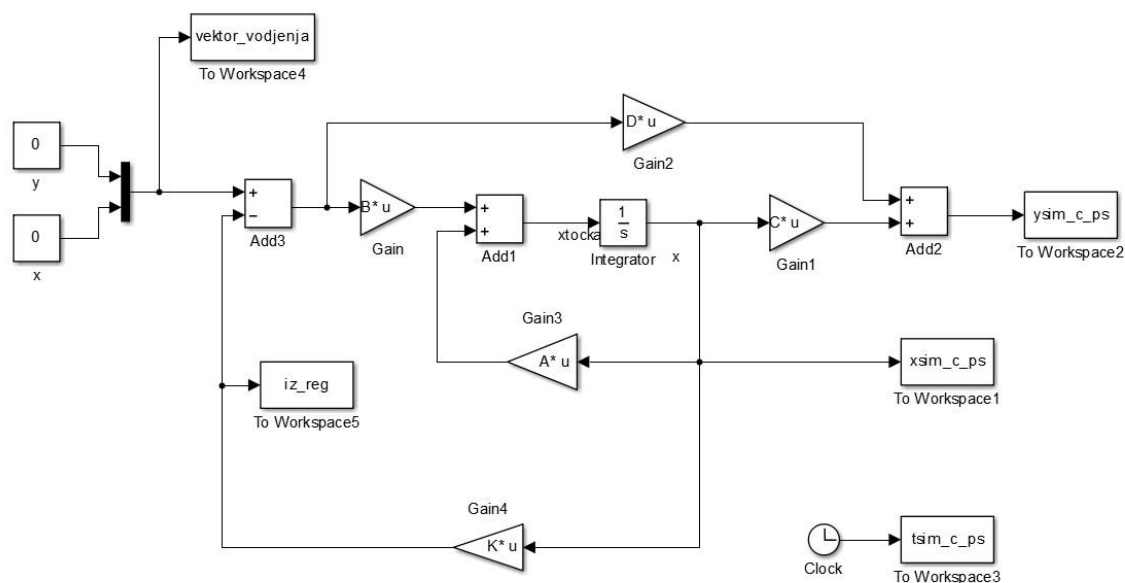 vektor_vodjenja
To Workspace4
0
y
0
x
+
−
Add3
B* u
Gain
D* u
Gain2
+
+
Add1
xtocka
1
s
Integrator
x
C* u
Gain1
+
+
Add2
ysim_c_ps
To Workspace2
Gain3
A* u
xsim_c_ps
To Workspace1
iz_reg
To Workspace5
Gain4
K* u
Clock
tsim_c_ps
To Workspace3